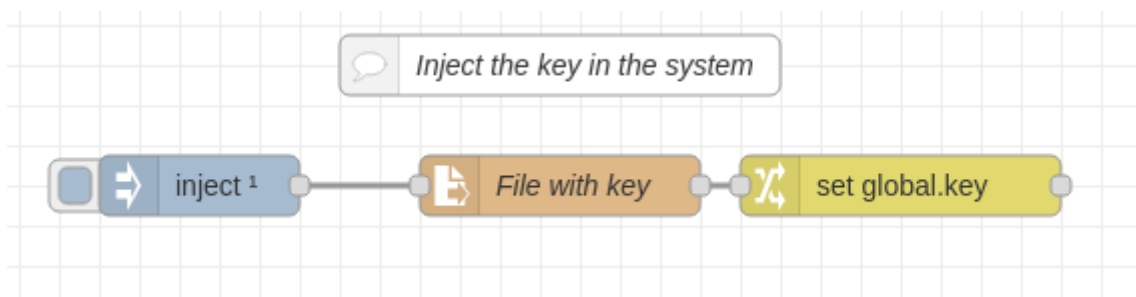 Inject the key in the system
inject ¹
File with key
set global.key